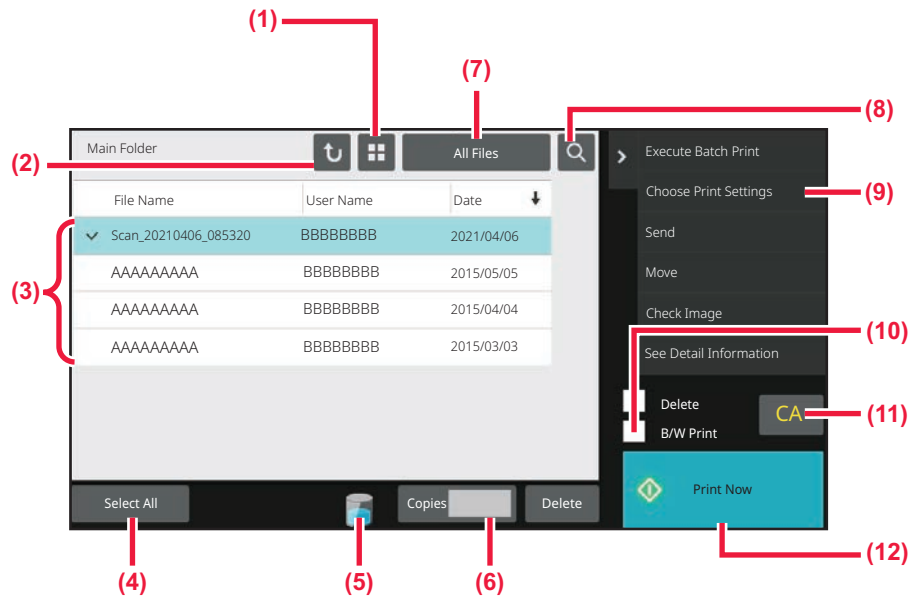 (1)
(7)
(8)
(2)
Main Folder
All Files
Execute Batch Print
File Name User Name Date
Choose Print Settings
(9)
(3)
Scan_20210406_085320 BBBBBBBB 2021/04/06
Send
AAAAAAAAA BBBBBBBB 2015/05/05
Move
AAAAAAAAA BBBBBBBB 2015/04/04
Check Image
(10)
AAAAAAAAA BBBBBBBB 2015/03/03
See Detail Information
Delete
CA
(11)
B/W Print
Select All
Copies
Delete
Print Now
(12)
(4)
(5)
(6)